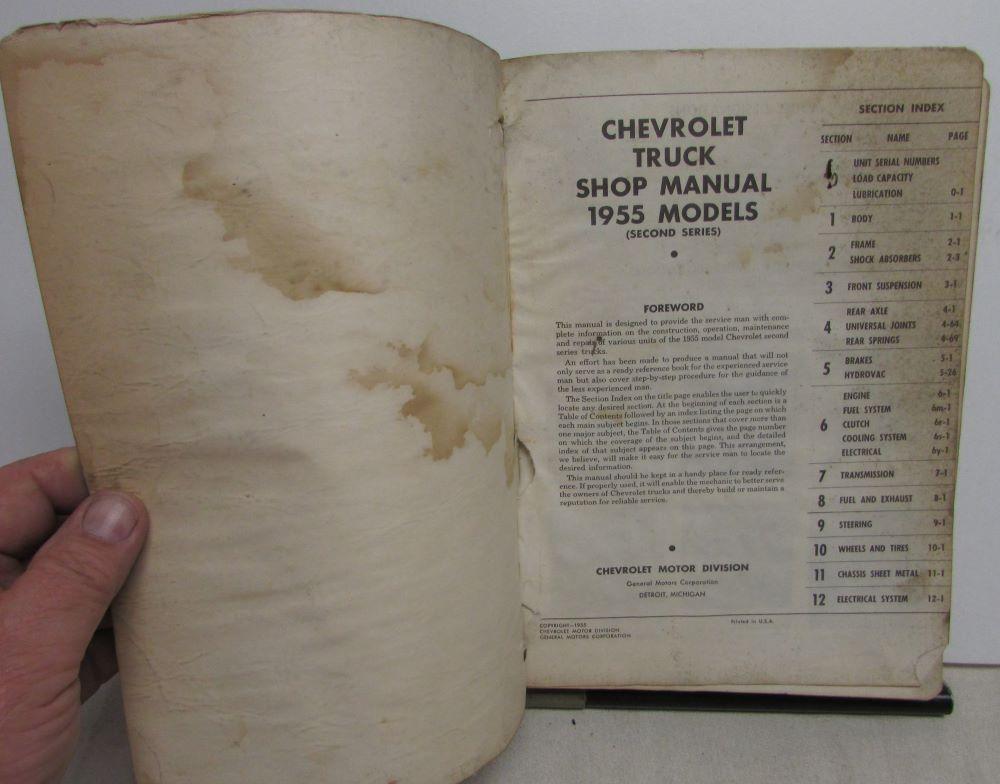 CHEVROLET
TRUCK
SHOP MANUAL
1955 MODELS
(SECOND SERIES)
FOREWORD
This manual is designed to provide the service man with com-
plete information on the construction, operation, maintenance
and repair of various units of the 1955 model Chevrolet second
series trucks.
An effort has been made to produce a manual that will not
only serve as a ready reference book for the experienced service
man but also cover step-by-step procedure for the guidance of
the less experienced man.
The Section Index on the title page enables the user to quickly
locate any desired section. At the beginning of each section is a
Table of Contents followed by an index listing the page on which
each main subject begins. In those sections that cover more than
one major subject, the Table of Contents gives the page number
on which the coverage of the subject begins, and the detailed
index of that subject appears on this page. This arrangement,
we believe, will make it easy for the service man to locate the
desired information.
This manual should be kept in a handy place for ready refer-
ence. If properly used, it will enable the mechanic to better serve
the owners of Chevrolet trucks and thereby build or maintain a
reputation for reliable service.
CHEVROLET MOTOR DIVISION
General Motors Corporation
DETROIT, MICHIGAN
COPYRIGHT—1955
CHEVROLET MOTOR DIVISION
GENERAL MOTORS CORPORATION
Printed in U.S.A.
SECTION INDEX
SECTION NAME PAGE
UNIT SERIAL NUMBERS
LOAD CAPACITY
LUBRICATION 0-1
1 BODY 1-1
2 FRAME 2-1
SHOCK ABSORBERS 2-3
3 FRONT SUSPENSION 3-1
REAR AXLE 4-1
4 UNIVERSAL JOINTS 4-64
REAR SPRINGS 4-69
5 BRAKES 5-1
HYDROVAC 5-26
ENGINE 6-1
FUEL SYSTEM 6m-1
6 CLUTCH 6r-1
COOLING SYSTEM 6s-1
ELECTRICAL 6y-1
7 TRANSMISSION 7-1
8 FUEL AND EXHAUST 8-1
9 STEERING 9-1
10 WHEELS AND TIRES 10-1
11 CHASSIS SHEET METAL 11-1
12 ELECTRICAL SYSTEM 12-1